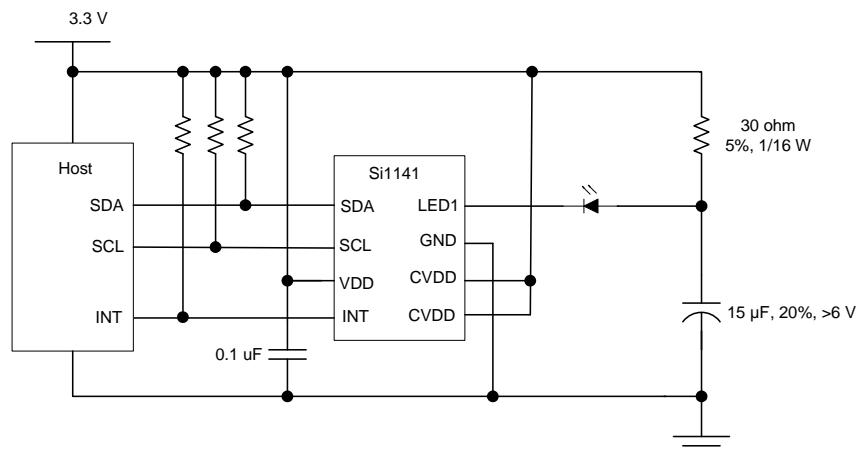 3.3 V
30 ohm
5%, 1/16 W
Host
Si1141
SDA
SDA
LED1
SCL
SCL
GND
VDD
CVDD
INT
INT
CVDD
15 µF, 20%, >6 V
0.1 uF